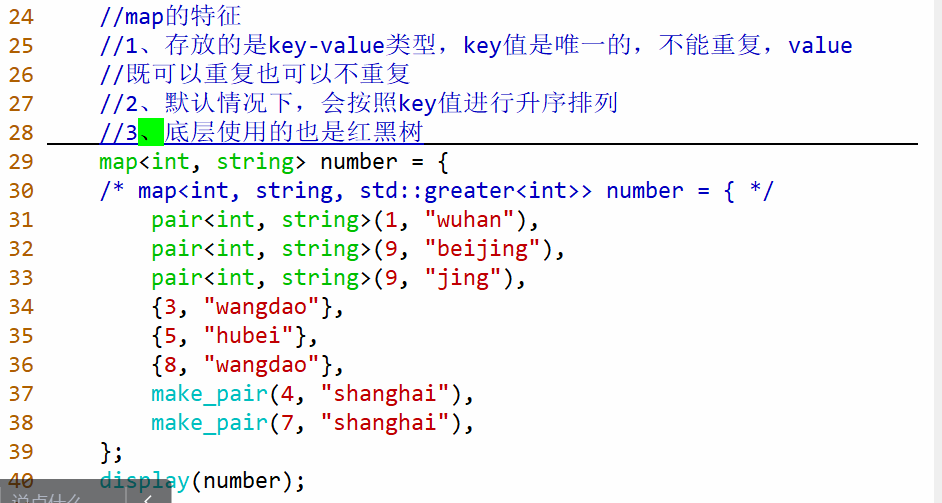 24 //map的特征
25 //1、存放的是key-value类型，key值是唯一的，不能重复，value
26 //既可以重复也可以不重复
27 //2、默认情况下，会按照key值进行升序排列
28 //3、底层使用的也是红黑树
29 map<int, string> number = {
30 /* map<int, string, std::greater<int>> number = { */
31 pair<int, string>(1, "wuhan"),
32 pair<int, string>(9, "beijing"),
33 pair<int, string>(9, "jing"),
34 {3, "wangdao"},
35 {5, "hubei"},
36 {8, "wangdao"},
37 make_pair(4, "shanghai"),
38 make_pair(7, "shanghai"),
39 };
40 display(number);
说点什么